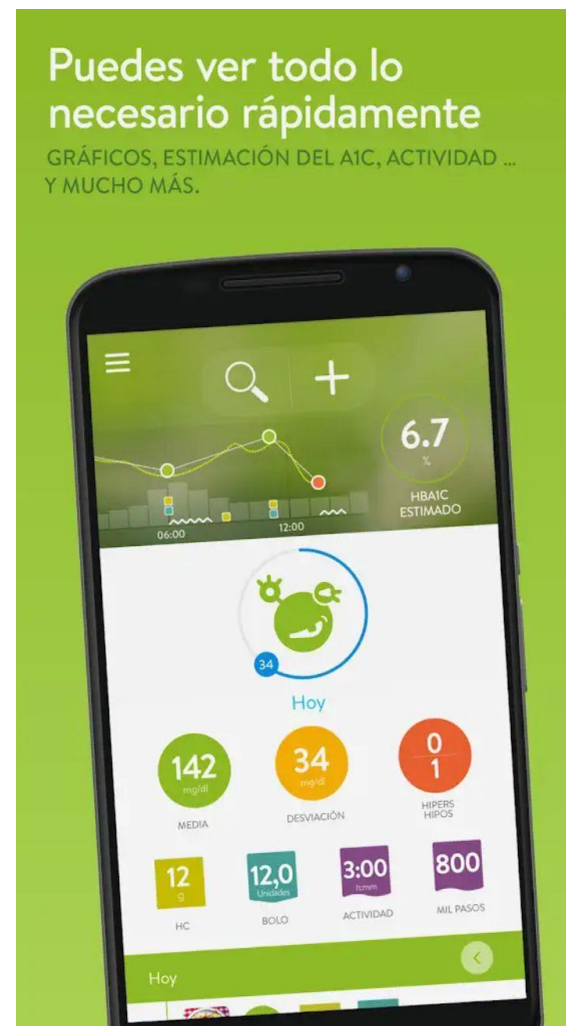 Puedes ver todo lo
necesario rápidamente
GRÁFICOS, ESTIMACIÓN DEL A1C, ACTIVIDAD ...
Y MUCHO MÁS.
6.7
%
HBA1C
ESTIMADO
06:00
12:00
34
Hoy
142
mg/dl
MEDIA
34
mg/dl
DESVIACIÓN
0
1
HIPERS
HIPOS
12
g
HC
12,0
Unidades
BOLO
3:00
h:mm
ACTIVIDAD
800
MIL PASOS
Hoy